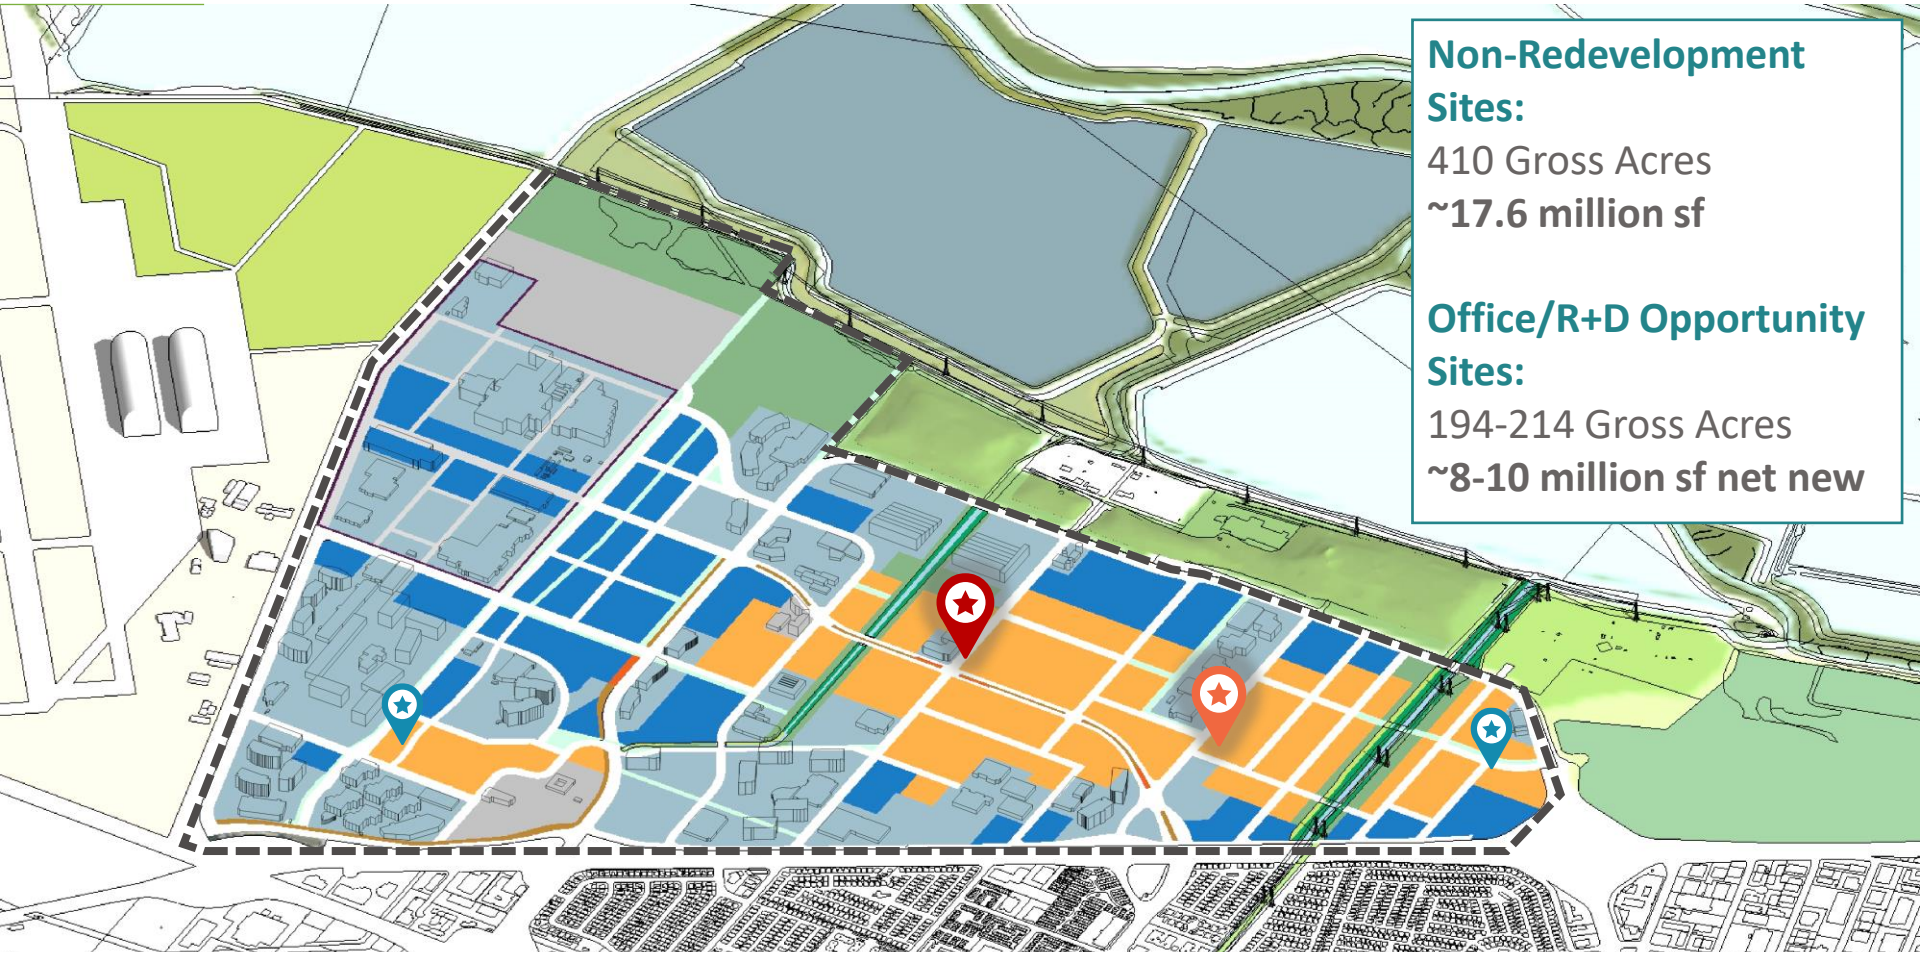 Non-Redevelopment
Sites:
410 Gross Acres
~17.6 million sf
Office/R+D Opportunity
Sites:
194-214 Gross Acres
~8-10 million sf net new